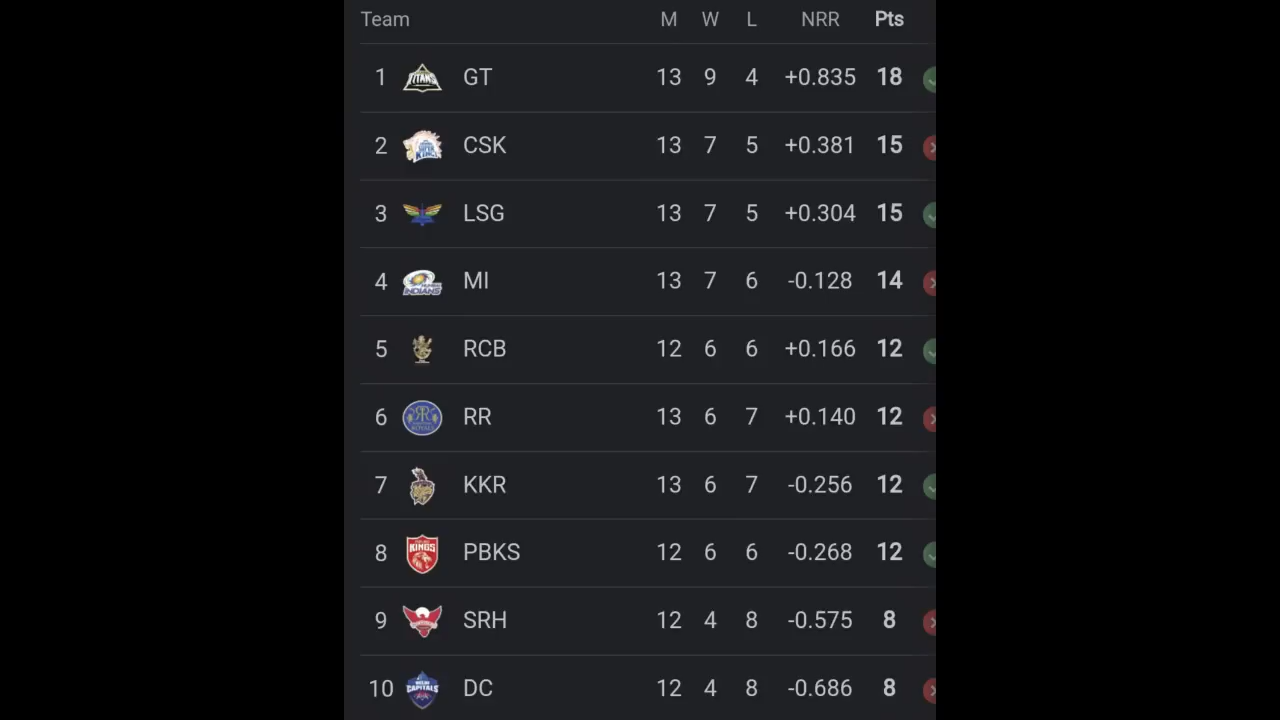 Team M W L NRR Pts
1 GT 13 9 4 +0.835 18
2 CSK 13 7 5 +0.381 15
3 LSG 13 7 5 +0.304 15
4 MI 13 7 6 -0.128 14
5 RCB 12 6 6 +0.166 12
6 RR 13 6 7 +0.140 12
7 KKR 13 6 7 -0.256 12
8 PBKS 12 6 6 -0.268 12
9 SRH 12 4 8 -0.575 8
10 DC 12 4 8 -0.686 8